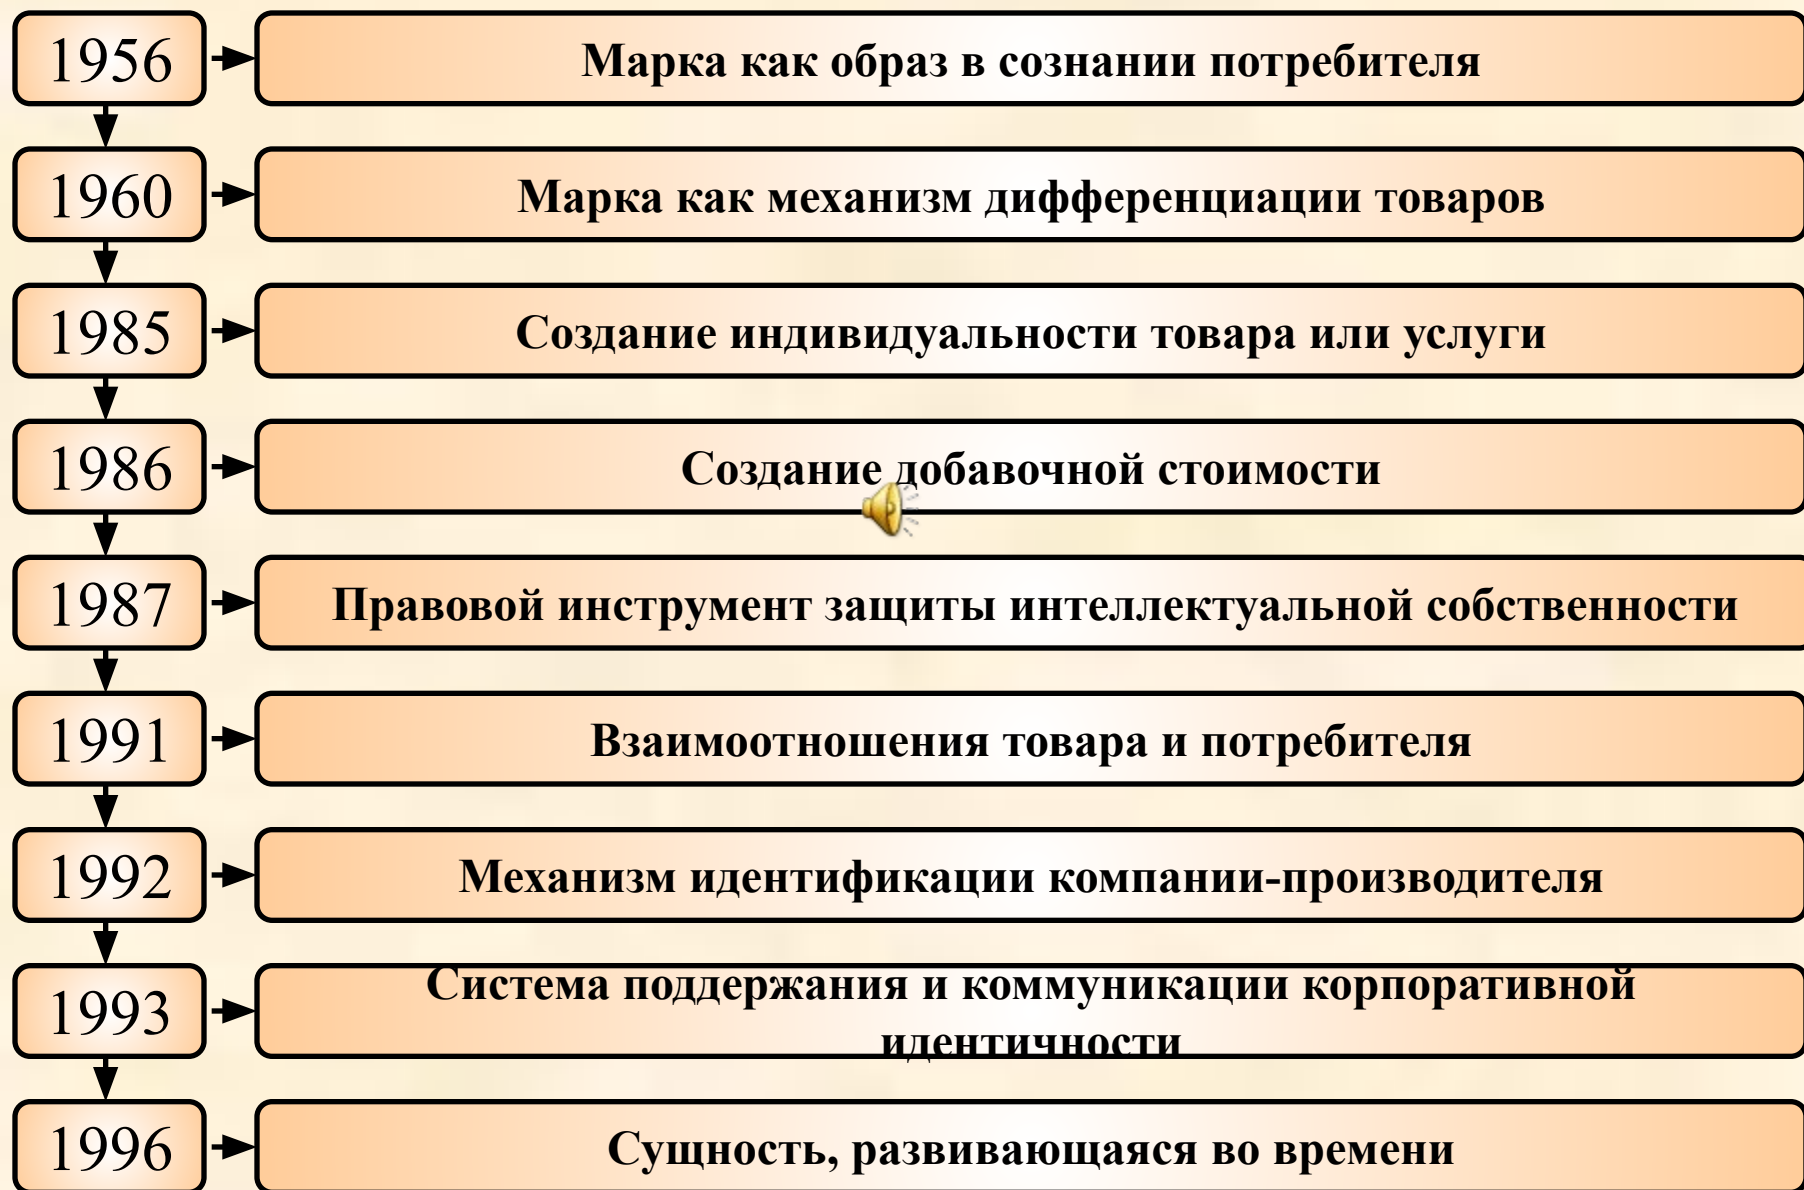 1956
Марка как образ в сознании потребителя
1960
Марка как механизм дифференциации товаров
1985
Создание индивидуальности товара или услуги
1986
Создание добавочной стоимости
1987
Правовой инструмент защиты интеллектуальной собственности
1991
Взаимоотношения товара и потребителя
1992
Механизм идентификации компании-производителя
1993
Система поддержания и коммуникации корпоративной
идентичности
1996
Сущность, развивающаяся во времени